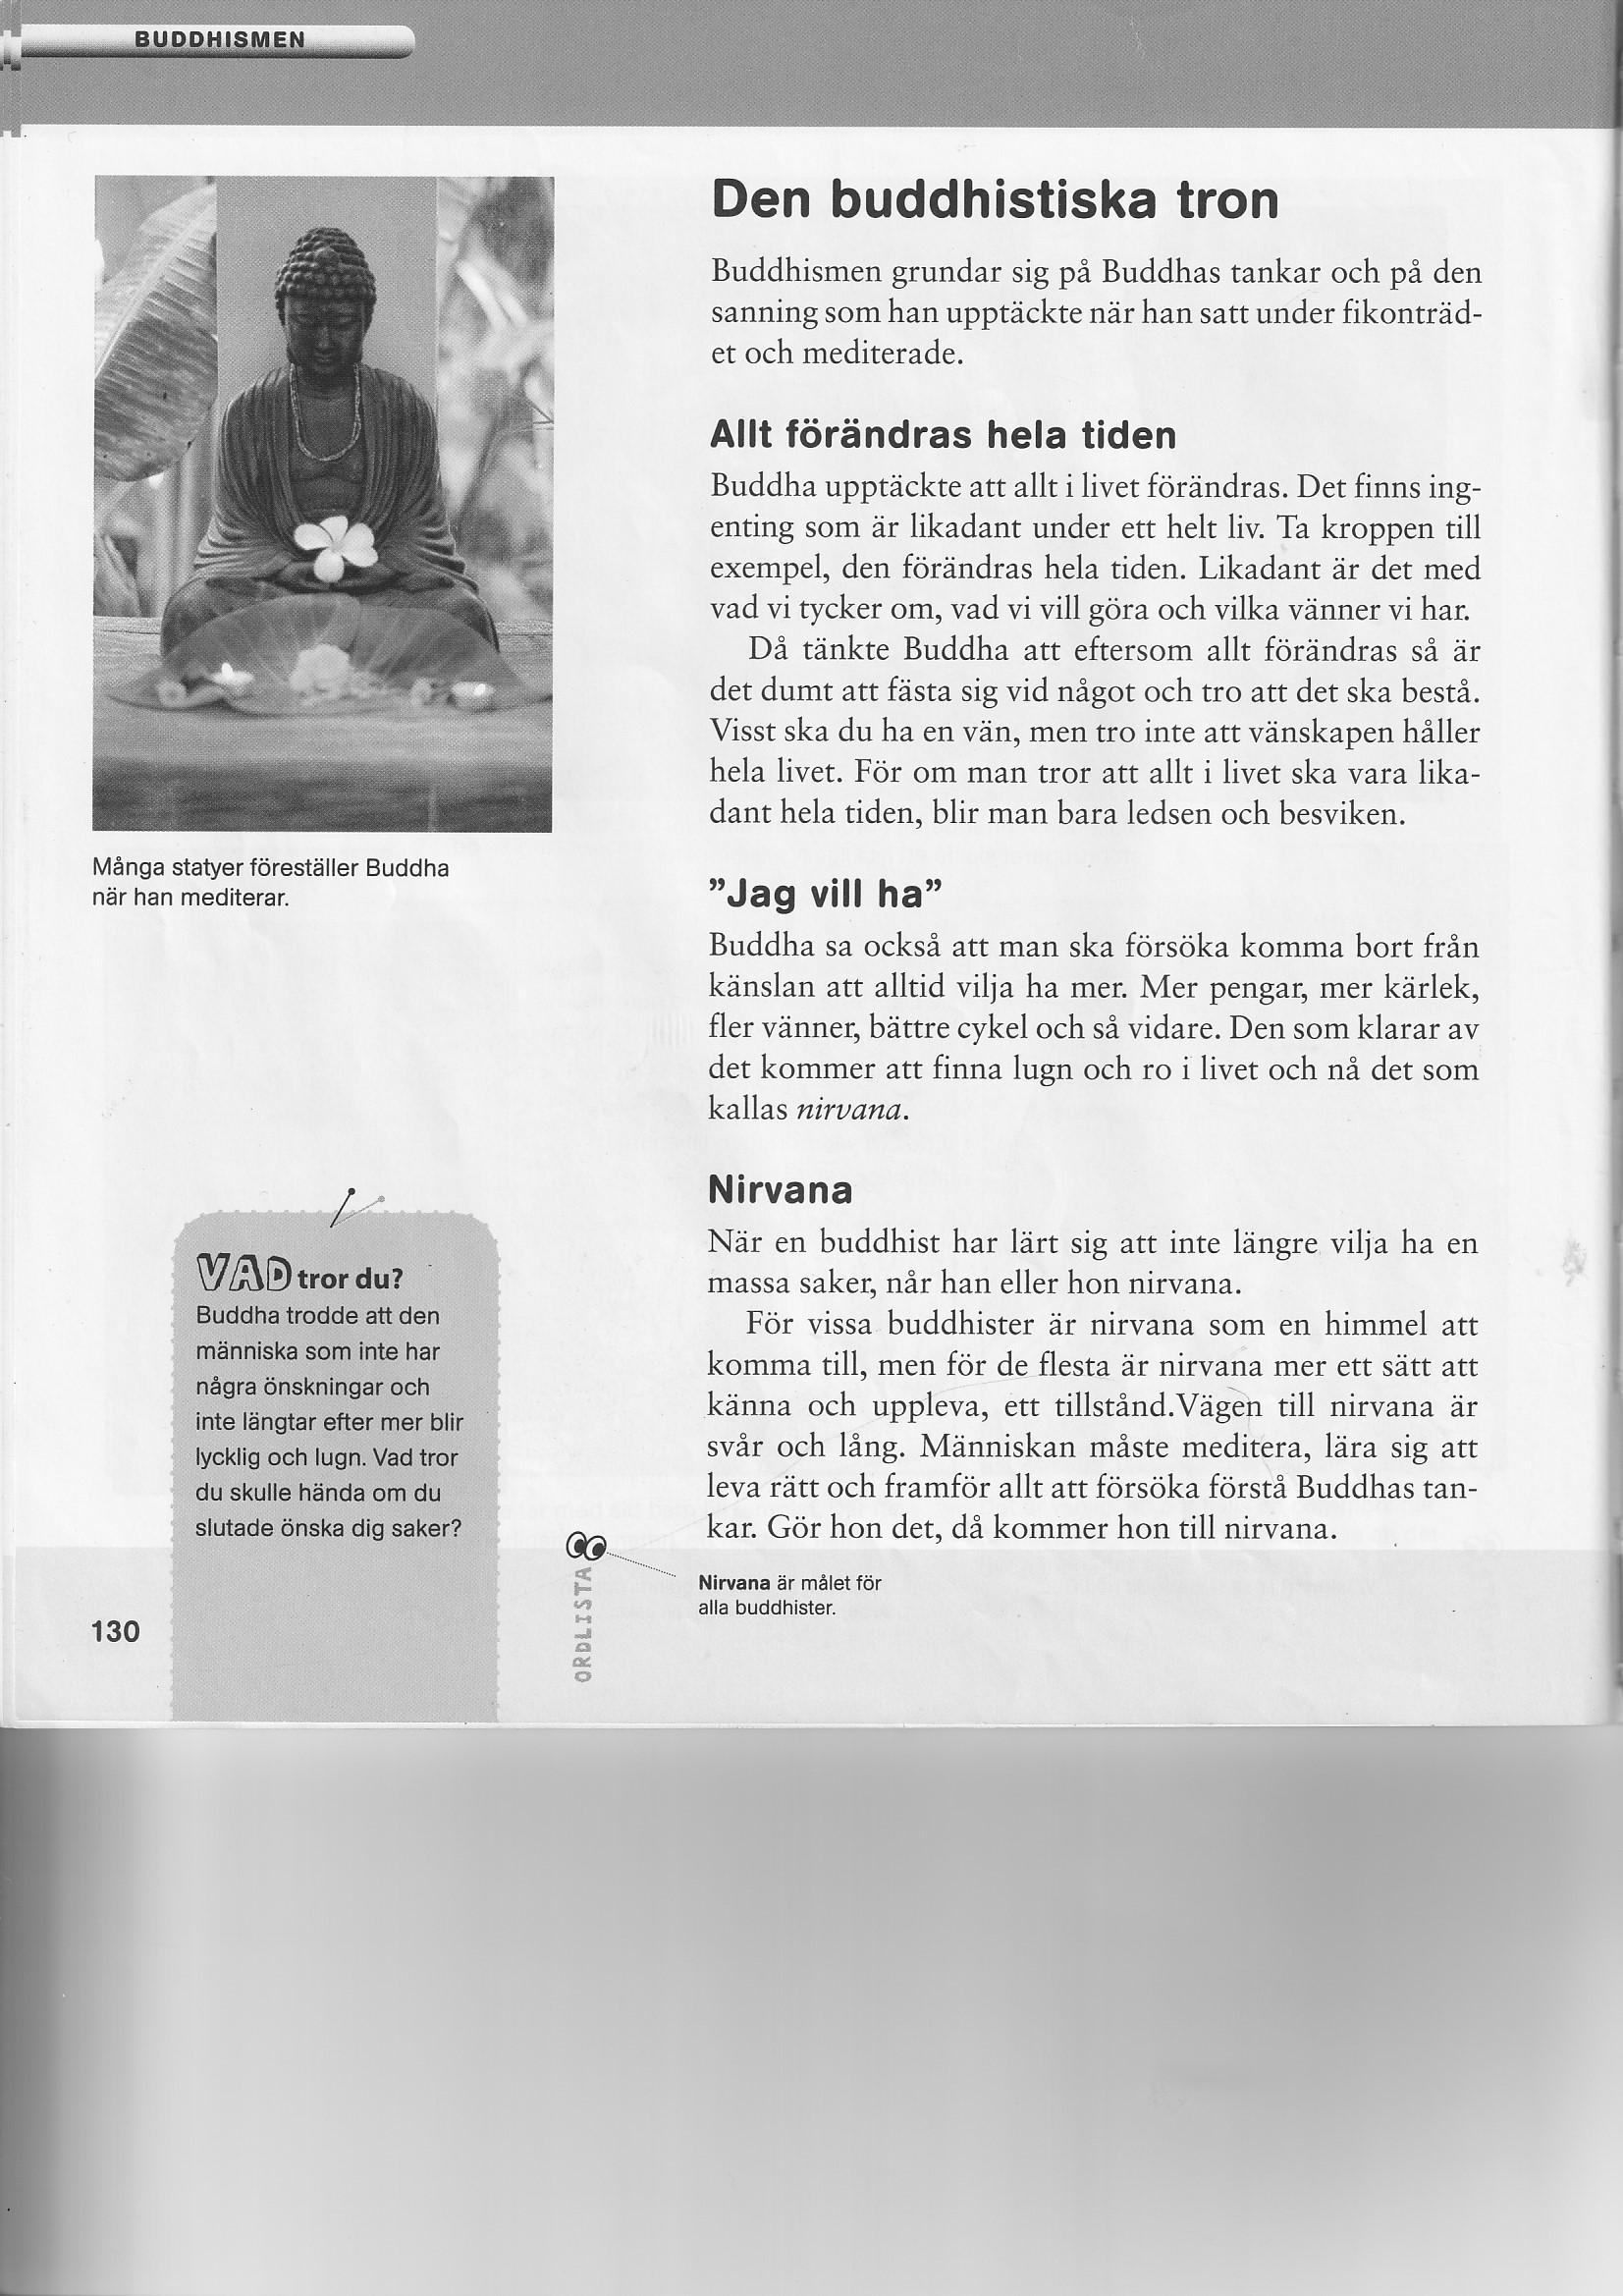 BUDDHISMEN
Den buddhistiska tron
Buddhismen grundar sig på Buddhas tankar och på den
sanning som han upptäckte när han satt under fikonträd-
et och mediterade.
Allt förändras hela tiden
Buddha upptäckte att allt i livet förändras. Det finns ing-
enting som är likadant under ett helt liv. Ta kroppen till
exempel, den förändras hela tiden. Likadant är det med
vad vi tycker om, vad vi vill göra och vilka vänner vi har.
Då tänkte Buddha att eftersom allt förändras så är
det dumt att fästa sig vid något och tro att det ska bestå.
Visst ska du ha en vän, men tro inte att vänskapen håller
hela livet. För om man tror att allt i livet ska vara lika-
dant hela tiden, blir man bara ledsen och besviken.
Många statyer föreställer Buddha
när han mediterar.
”Jag vill ha”
Buddha sa också att man ska försöka komma bort från
känslan att alltid vilja ha mer. Mer pengar, mer kärlek,
fler vänner, bättre cykel och så vidare. Den som klarar av
det kommer att finna lugn och ro i livet och nå det som
kallas nirvana.
Nirvana
När en buddhist har lärt sig att inte längre vilja ha en
massa saker, når han eller hon nirvana.
För vissa buddhister är nirvana som en himmel att
komma till, men för de flesta är nirvana mer ett sätt att
känna och uppleva, ett tillstånd.Vägen till nirvana är
svår och lång. Människan måste meditera, lära sig att
leva rätt och framför allt att försöka förstå Buddhas tan-
kar. Gör hon det, då kommer hon till nirvana.
VAD tror du?
Buddha trodde att den
människa som inte har
några önskningar och
inte längtar efter mer blir
lycklig och lugn. Vad tror
du skulle hända om du
slutade önska dig saker?
ORDLISTA
Nirvana är målet för
alla buddhister.
130